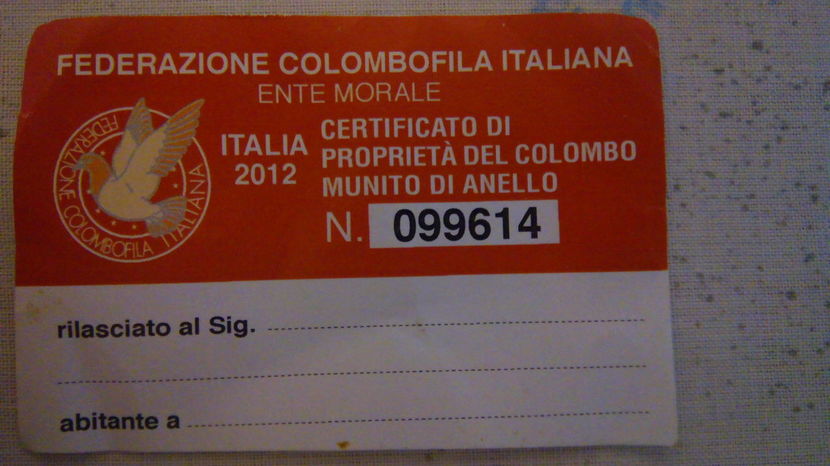 FEDERAZIONE COLOMBOFILA ITALIANA
ENTE MORALE
FEDERAZIONE COLOMBOFILA ITALIANA
ITALIA
2012
CERTIFICATO DI
PROPRIETÀ DEL COLOMBO
MUNITO DI ANELLO
N. 099614
rilasciato al Sig.
abitante a